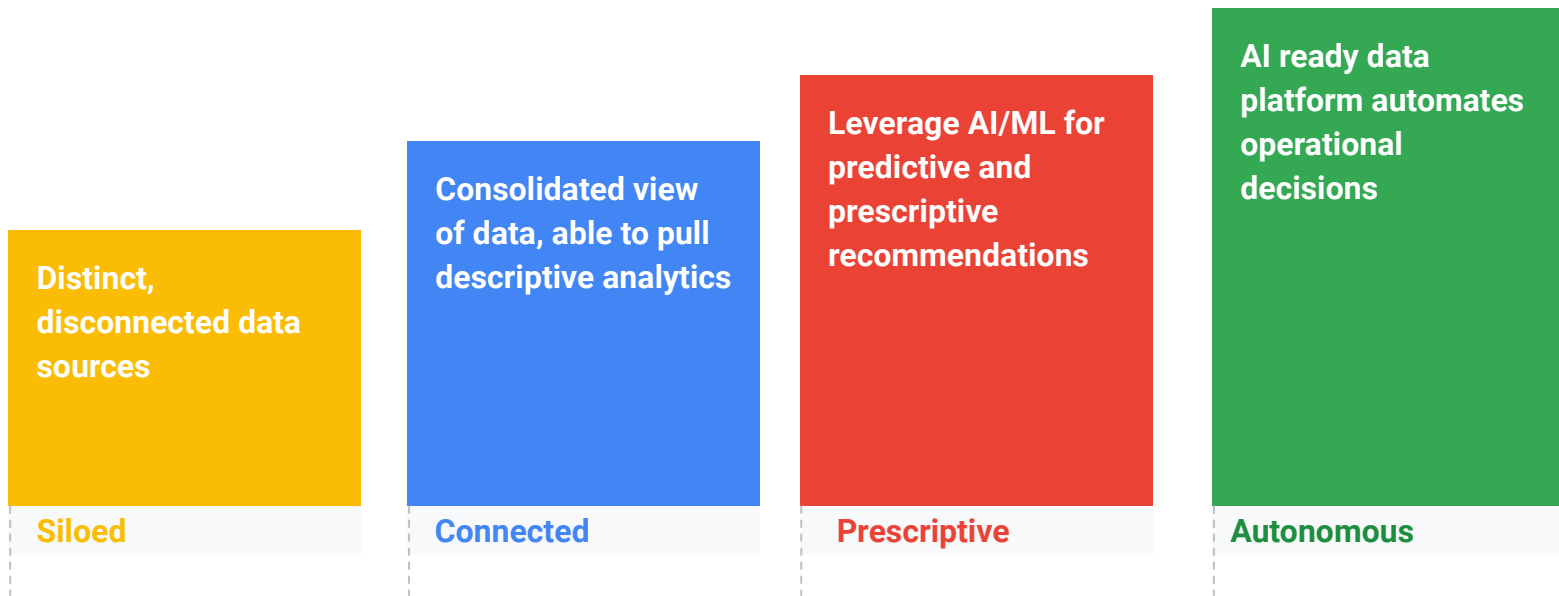 Distinct,
disconnected data
sources
Siloed
Consolidated view
of data, able to pull
descriptive analytics
Connected
Leverage AI/ML for
predictive and
prescriptive
recommendations
Prescriptive
AI ready data
platform automates
operational
decisions
Autonomous